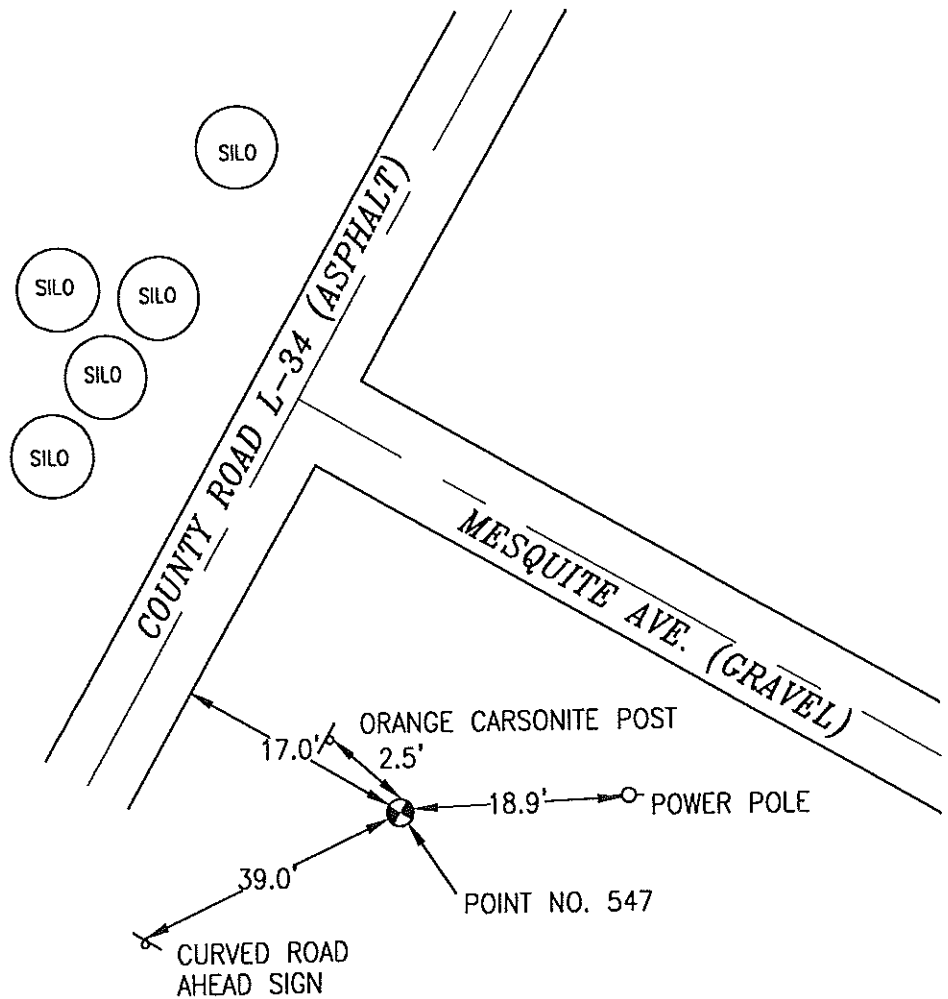 SILO
SILO
SILO
SILO
SILO
COUNTY ROAD L-34 (ASPHALT)
MESQUITE AVE. (GRAVEL)
ORANGE CARSONITE POST
17.0'
2.5'
18.9'
POWER POLE
39.0'
POINT NO. 547
CURVED ROAD
AHEAD SIGN